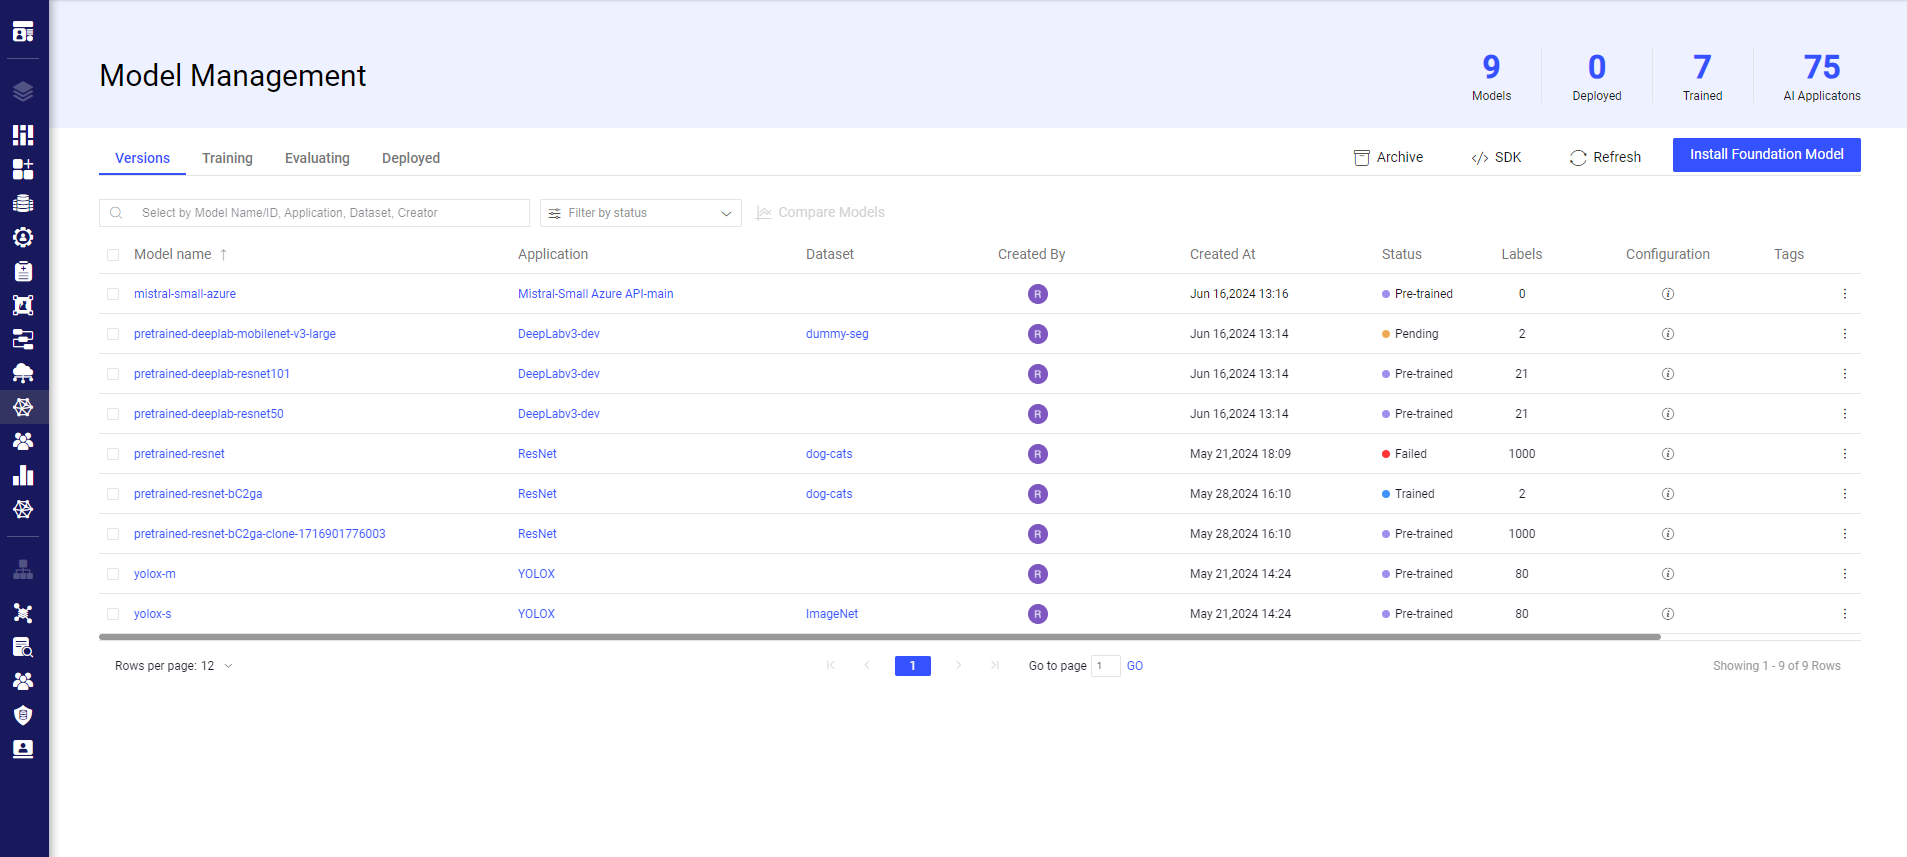 Model Management
9 0 7 75
Models Deployed Trained AI Applicatons
Versions Training Evaluating Deployed Archive </> SDK Refresh Install Foundation Model
Select by Model Name/ID, Application, Dataset, Creator Filter by status Compare Models
Model name ↑ Application Dataset Created By Created At Status Labels Configuration Tags
mistral-small-azure Mistral-Small Azure API-main R Jun 16,2024 13:16 Pre-trained 0
pretrained-deeplab-mobilenet-v3-large DeepLabv3-dev dummy-seg R Jun 16,2024 13:14 Pending 2
pretrained-deeplab-resnet101 DeepLabv3-dev R Jun 16,2024 13:14 Pre-trained 21
pretrained-deeplab-resnet50 DeepLabv3-dev R Jun 16,2024 13:14 Pre-trained 21
pretrained-resnet ResNet dog-cats R May 21,2024 18:09 Failed 1000
pretrained-resnet-bC2ga ResNet dog-cats R May 28,2024 16:10 Trained 2
pretrained-resnet-bC2ga-clone-1716901776003 ResNet R May 28,2024 16:10 Pre-trained 1000
yolox-m YOLOX R May 21,2024 14:24 Pre-trained 80
yolox-s YOLOX ImageNet R May 21,2024 14:24 Pre-trained 80
Rows per page: 12 1 Go to page 1 GO Showing 1 - 9 of 9 Rows